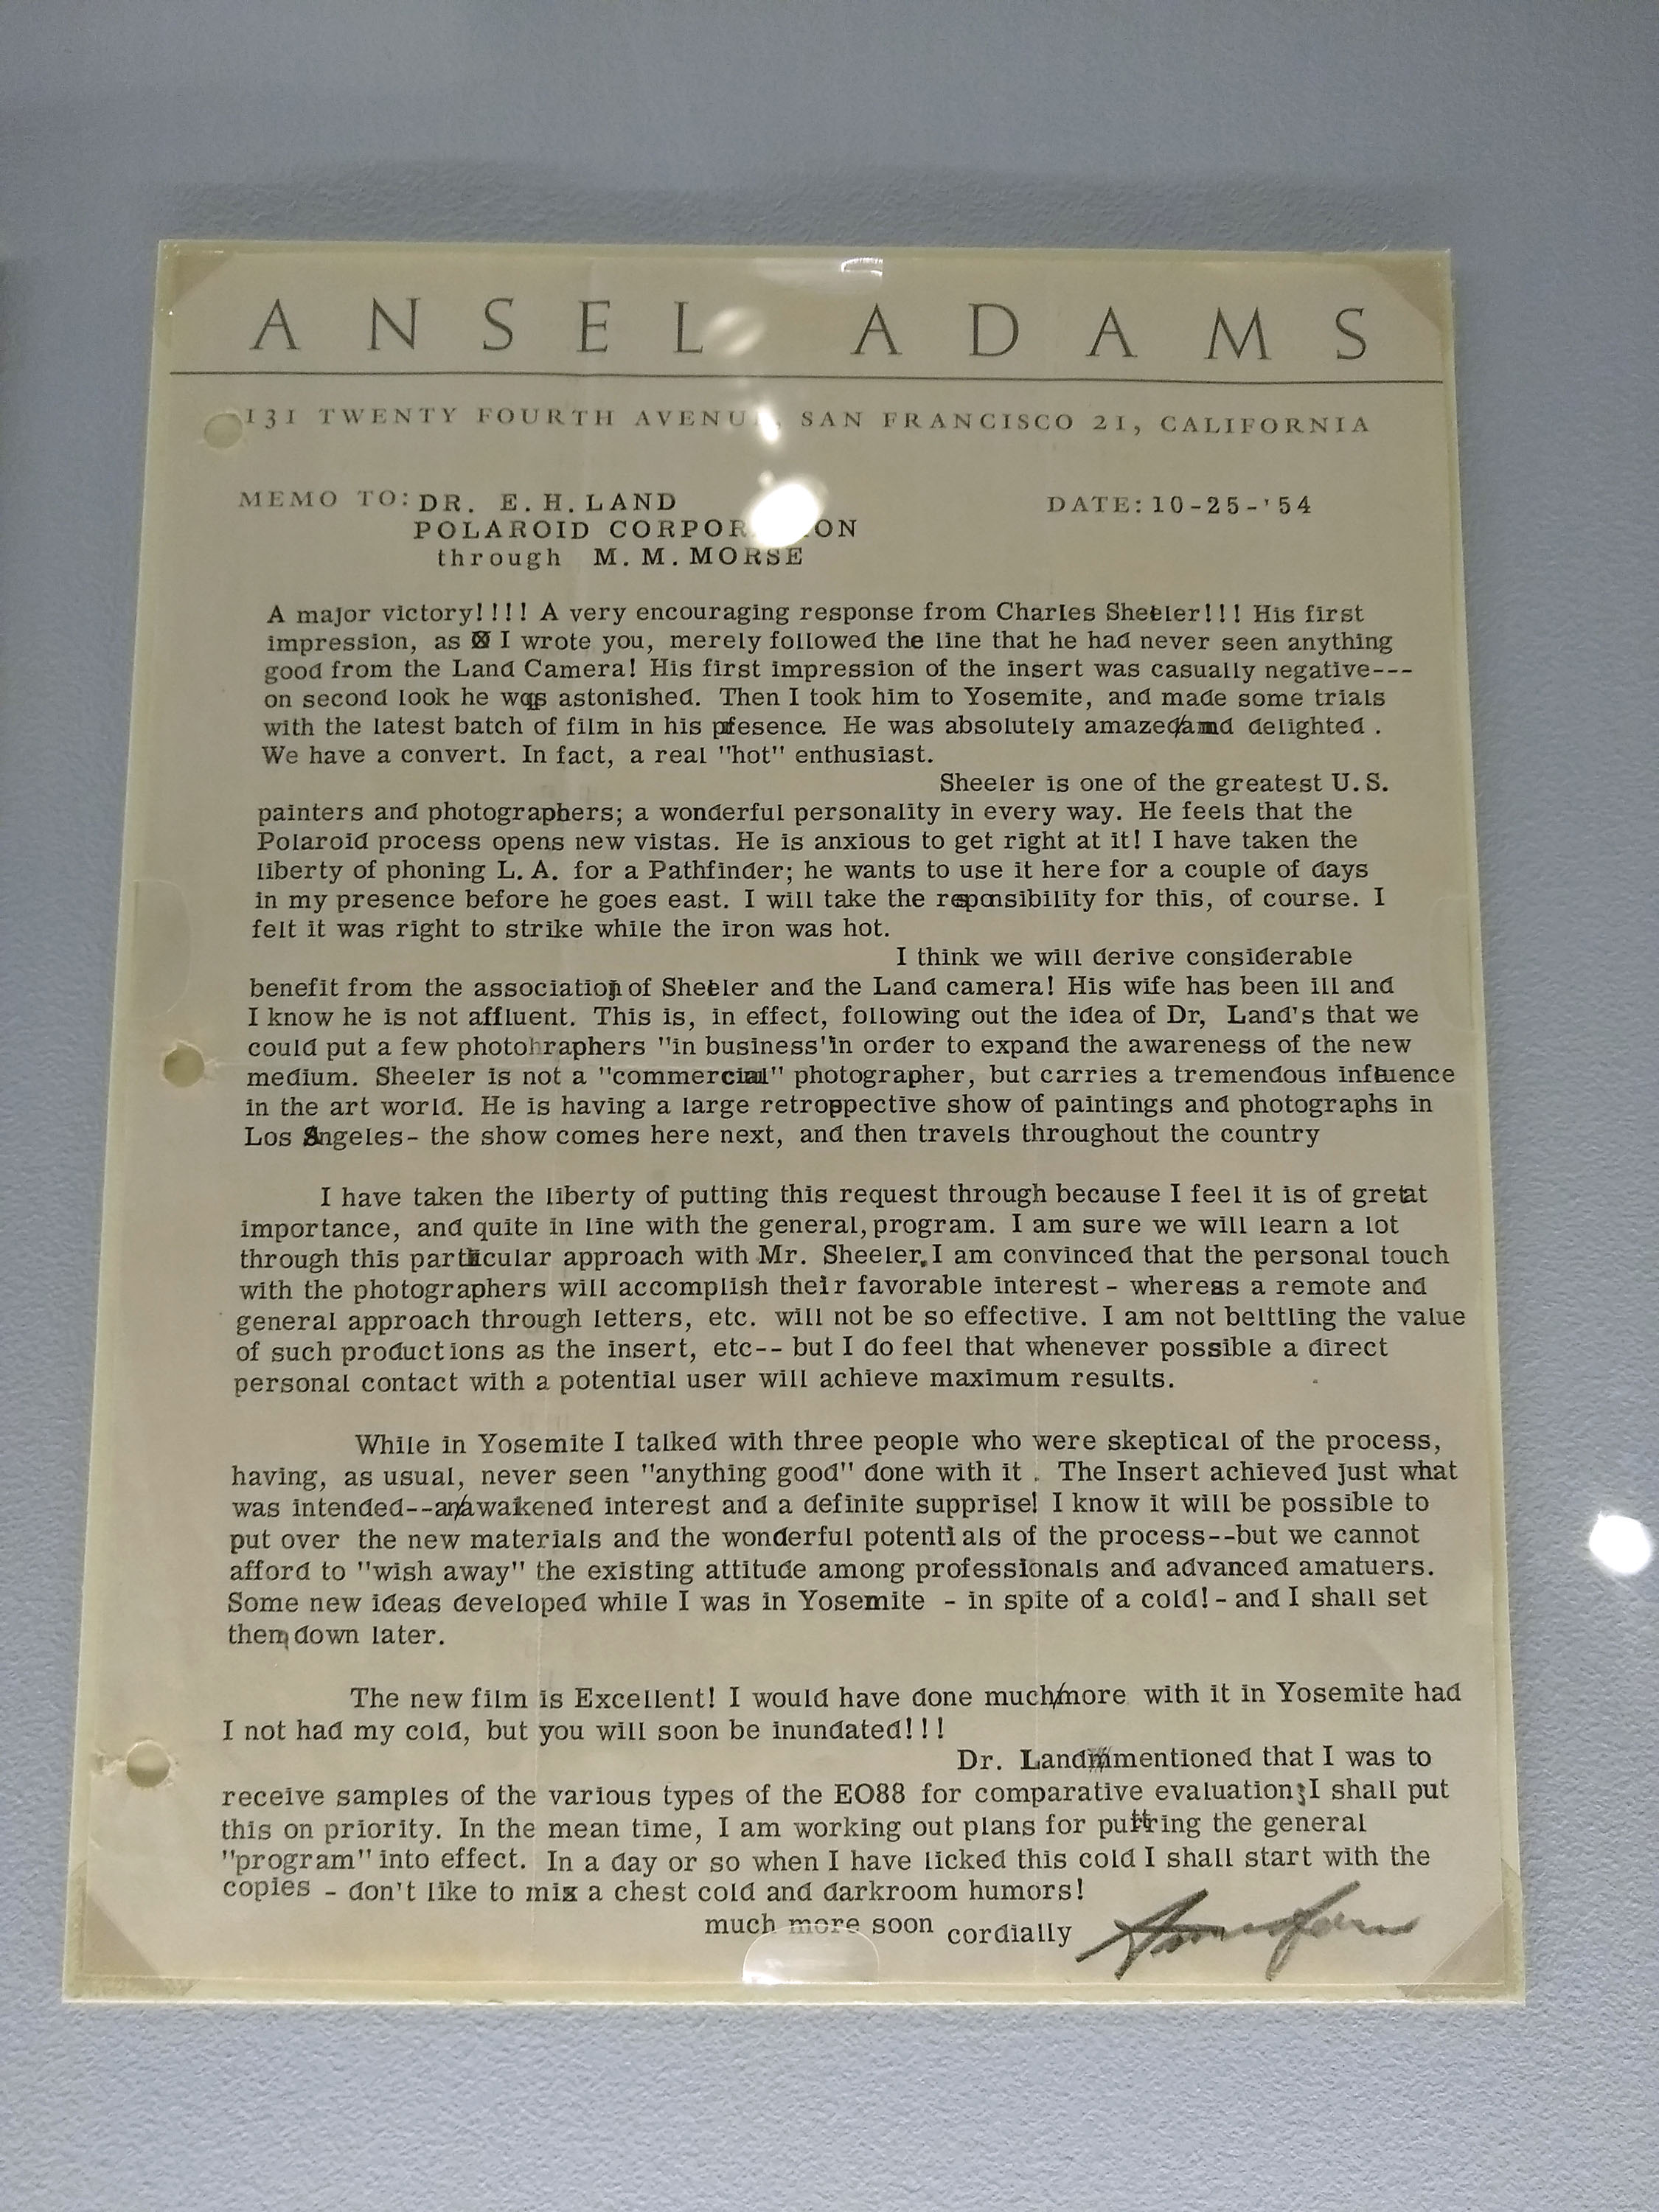 ANSEL ADAMS
131 TWENTY FOURTH AVENUE, SAN FRANCISCO 21, CALIFORNIA
MEMO TO: DR. E. H. LAND DATE: 10-25-'54
POLAROID CORPORATION
through M. M. MORSE
A major victory!!!! A very encouraging response from Charles Sheeler!!! His first
impression, as I wrote you, merely followed the line that he had never seen anything
good from the Land Camera! His first impression of the insert was casually negative---
on second look he was astonished. Then I took him to Yosemite, and made some trials
with the latest batch of film in his presence. He was absolutely amazed/and delighted .
We have a convert. In fact, a real "hot" enthusiast.
Sheeler is one of the greatest U.S.
painters and photographers; a wonderful personality in every way. He feels that the
Polaroid process opens new vistas. He is anxious to get right at it! I have taken the
liberty of phoning L.A. for a Pathfinder; he wants to use it here for a couple of days
in my presence before he goes east. I will take the responsibility for this, of course. I
felt it was right to strike while the iron was hot.
I think we will derive considerable
benefit from the association of Sheeler and the Land camera! His wife has been ill and
I know he is not affluent. This is, in effect, following out the idea of Dr, Land's that we
could put a few photohraphers "in business"in order to expand the awareness of the new
medium. Sheeler is not a "commercial" photographer, but carries a tremendous influence
in the art world. He is having a large retrospective show of paintings and photographs in
Los Angeles- the show comes here next, and then travels throughout the country
I have taken the liberty of putting this request through because I feel it is of great
importance, and quite in line with the general, program. I am sure we will learn a lot
through this particular approach with Mr. Sheeler. I am convinced that the personal touch
with the photographers will accomplish their favorable interest - whereas a remote and
general approach through letters, etc. will not be so effective. I am not belttling the value
of such productions as the insert, etc-- but I do feel that whenever possible a direct
personal contact with a potential user will achieve maximum results.
While in Yosemite I talked with three people who were skeptical of the process,
having, as usual, never seen "anything good" done with it . The Insert achieved just what
was intended--an/awakened interest and a definite supprise! I know it will be possible to
put over the new materials and the wonderful potentials of the process--but we cannot
afford to "wish away" the existing attitude among professionals and advanced amatuers.
Some new ideas developed while I was in Yosemite - in spite of a cold! - and I shall set
them down later.
The new film is Excellent! I would have done much/more with it in Yosemite had
I not had my cold, but you will soon be inundated!!!
Dr. Land mentioned that I was to
receive samples of the various types of the EO88 for comparative evaluation; I shall put
this on priority. In the mean time, I am working out plans for putting the general
"program" into effect. In a day or so when I have licked this cold I shall start with the
copies - don't like to mix a chest cold and darkroom humors!
much more soon cordially